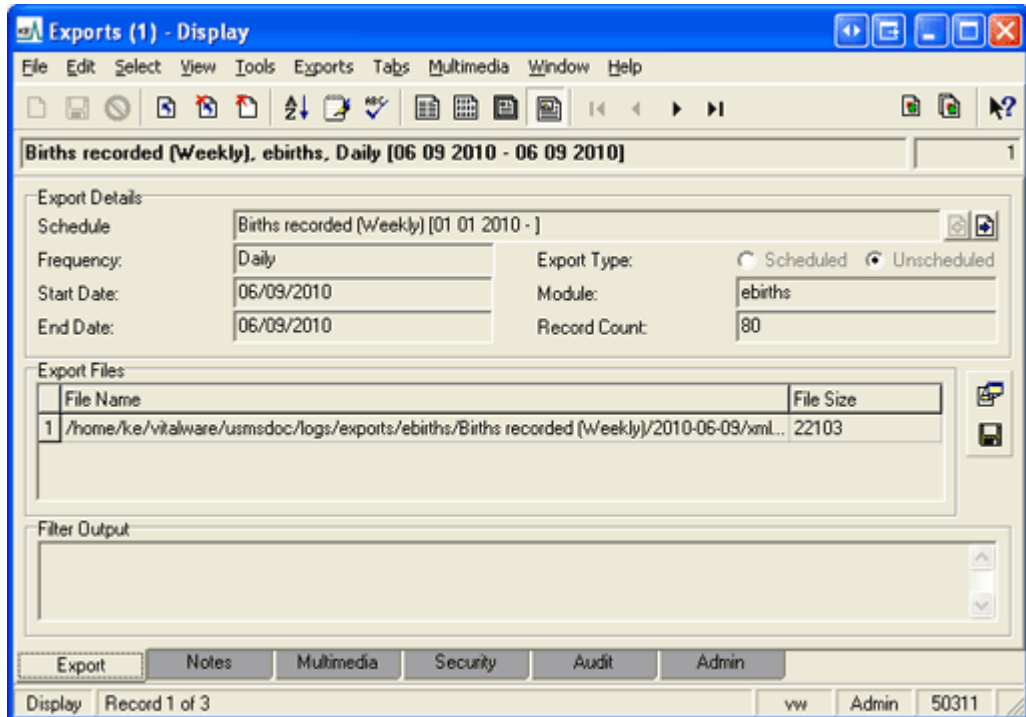 Exports (1) - Display
File Edit Select View Tools Exports Tabs Multimedia Window Help
Births recorded (Weekly), ebirths, Daily [06 09 2010 - 06 09 2010] 1
Export Details
Schedule Births recorded (Weekly) [01 01 2010 - ]
Frequency: Daily Export Type: Scheduled Unscheduled
Start Date: 06/09/2010 Module: ebirths
End Date: 06/09/2010 Record Count: 80
Export Files
File Name File Size
1 /home/ke/vitalware/usmsdoc/logs/exports/ebirths/Births recorded (Weekly)/2010-06-09/xml... 22103
Filter Output
Export Notes Multimedia Security Audit Admin
Display Record 1 of 3 vw Admin 50311